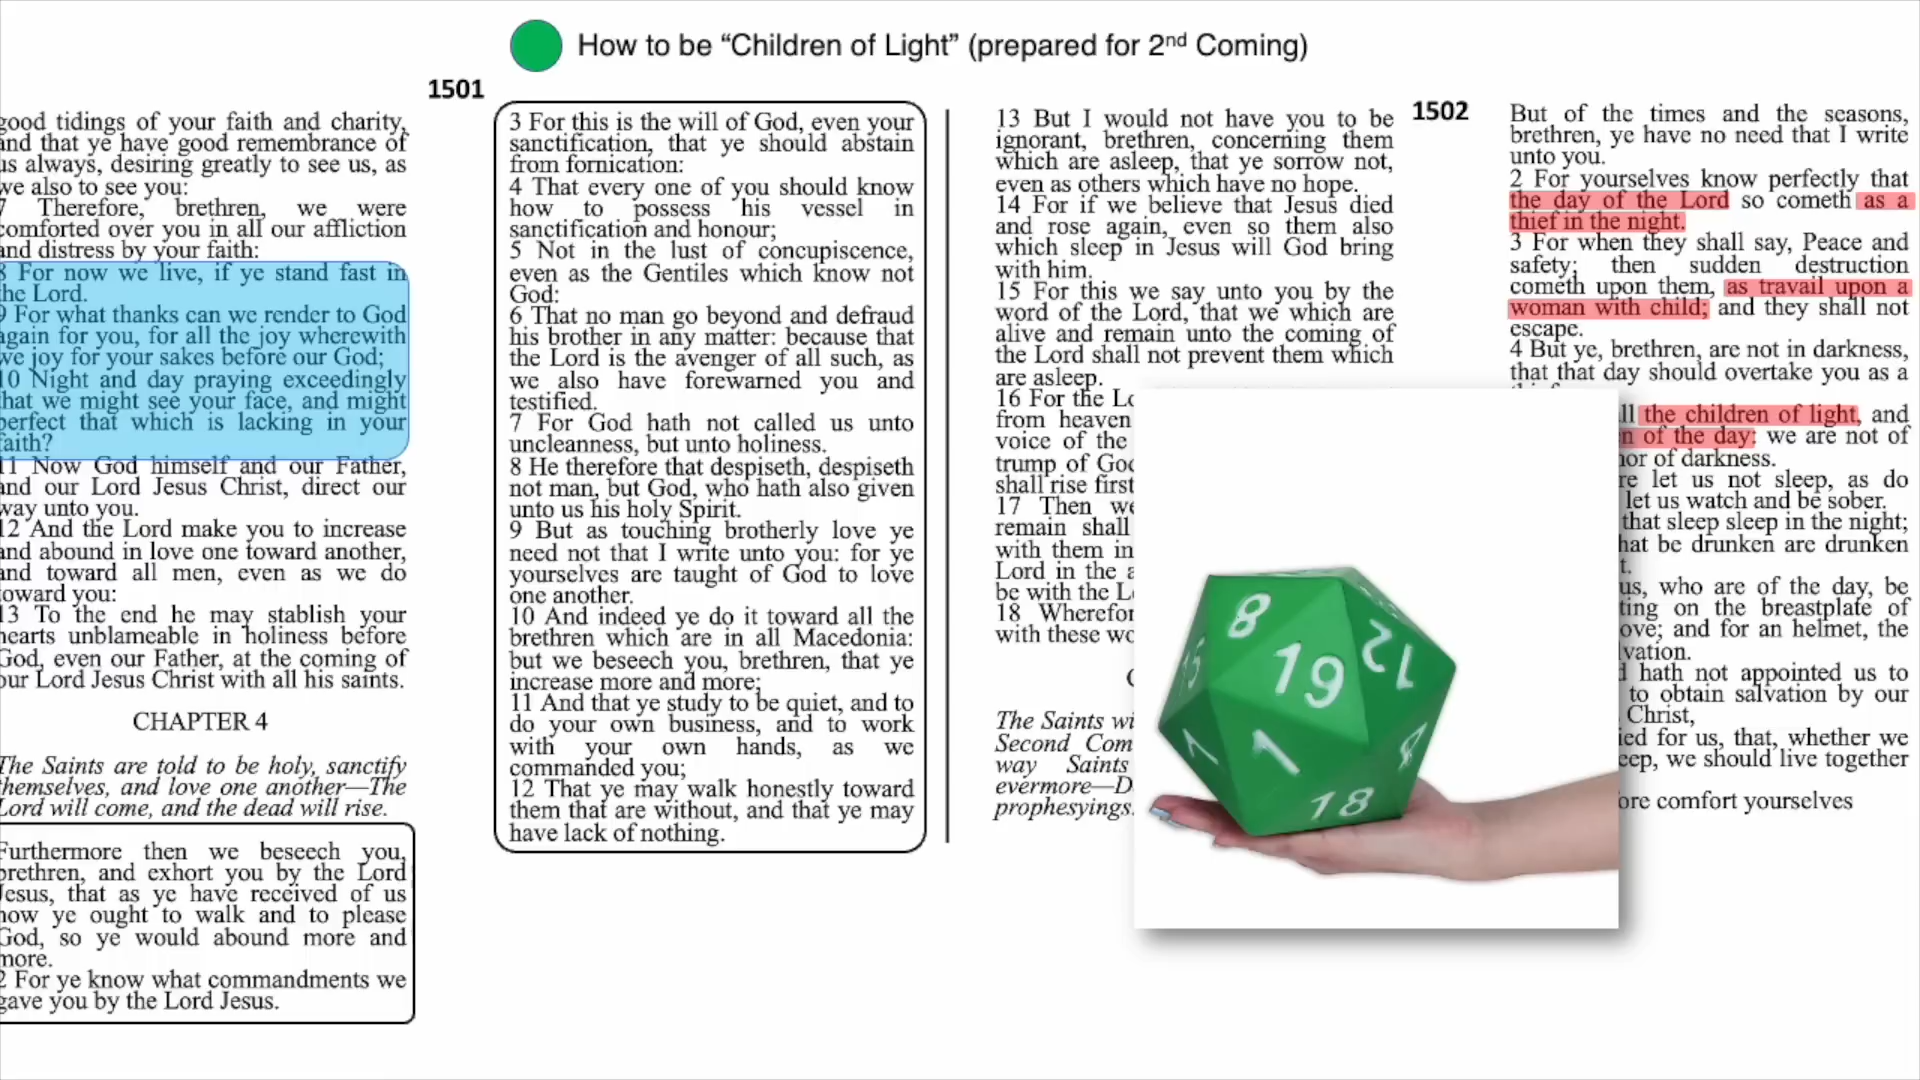 How to be “Children of Light” (prepared for 2nd Coming)
1501
good tidings of your faith and charity,
and that ye have good remembrance of
us always, desiring greatly to see us, as
we also to see you:
7 Therefore, brethren, we were
comforted over you in all our affliction
and distress by your faith:
8 For now we live, if ye stand fast in
the Lord.
9 For what thanks can we render to God
again for you, for all the joy wherewith
we joy for your sakes before our God;
10 Night and day praying exceedingly
that we might see your face, and might
perfect that which is lacking in your
faith?
11 Now God himself and our Father,
and our Lord Jesus Christ, direct our
way unto you.
12 And the Lord make you to increase
and abound in love one toward another,
and toward all men, even as we do
toward you:
13 To the end he may stablish your
hearts unblameable in holiness before
God, even our Father, at the coming of
our Lord Jesus Christ with all his saints.
CHAPTER 4
The Saints are told to be holy, sanctify
themselves, and love one another—The
Lord will come, and the dead will rise.
Furthermore then we beseech you,
brethren, and exhort you by the Lord
Jesus, that as ye have received of us
how ye ought to walk and to please
God, so ye would abound more and
more.
2 For ye know what commandments we
gave you by the Lord Jesus.
3 For this is the will of God, even your
sanctification, that ye should abstain
from fornication:
4 That every one of you should know
how to possess his vessel in
sanctification and honour;
5 Not in the lust of concupiscence,
even as the Gentiles which know not
God:
6 That no man go beyond and defraud
his brother in any matter: because that
the Lord is the avenger of all such, as
we also have forewarned you and
testified.
7 For God hath not called us unto
uncleanness, but unto holiness.
8 He therefore that despiseth, despiseth
not man, but God, who hath also given
unto us his holy Spirit.
9 But as touching brotherly love ye
need not that I write unto you: for ye
yourselves are taught of God to love
one another.
10 And indeed ye do it toward all the
brethren which are in all Macedonia:
but we beseech you, brethren, that ye
increase more and more;
11 And that ye study to be quiet, and to
do your own business, and to work
with your own hands, as we
commanded you;
12 That ye may walk honestly toward
them that are without, and that ye may
have lack of nothing.
13 But I would not have you to be
ignorant, brethren, concerning them
which are asleep, that ye sorrow not,
even as others which have no hope.
14 For if we believe that Jesus died
and rose again, even so them also
which sleep in Jesus will God bring
with him.
15 For this we say unto you by the
word of the Lord, that we which are
alive and remain unto the coming of
the Lord shall not prevent them which
are asleep.
16 For the Lo
from heaven
voice of the
trump of God
shall rise first
17 Then we
remain shall
with them in
Lord in the a
be with the L
18 Wherefor
with these wo
The Saints wi
Second Com
way Saints
evermore—D
prophesyings.
1502
But of the times and the seasons,
brethren, ye have no need that I write
unto you.
2 For yourselves know perfectly that
the day of the Lord so cometh as a
thief in the night.
3 For when they shall say, Peace and
safety; then sudden destruction
cometh upon them, as travail upon a
woman with child; and they shall not
escape.
4 But ye, brethren, are not in darkness,
that that day should overtake you as a
ll the children of light, and
n of the day: we are not of
nor of darkness.
re let us not sleep, as do
let us watch and be sober.
that sleep sleep in the night;
hat be drunken are drunken
t.
us, who are of the day, be
ting on the breastplate of
ove; and for an helmet, the
lvation.
hath not appointed us to
to obtain salvation by our
Christ,
ied for us, that, whether we
eep, we should live together
ore comfort yourselves
8
19
12
15
1
1
4
18